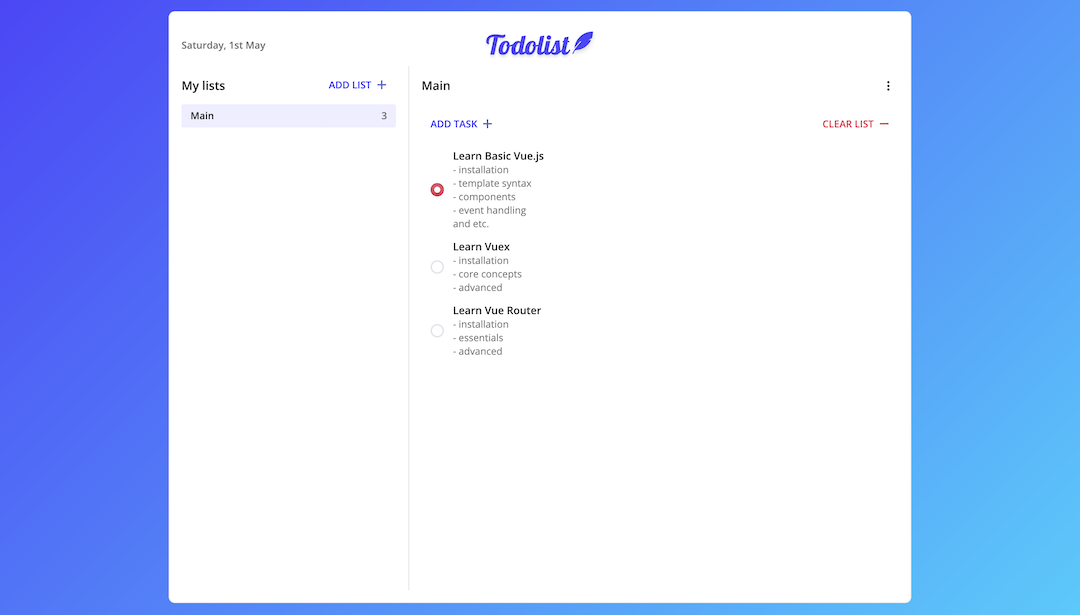 Saturday, 1st May
Todolist
My lists
ADD LIST +
Main 3
Main
ADD TASK +
CLEAR LIST −
Learn Basic Vue.js
- installation
- template syntax
- components
- event handling
and etc.
Learn Vuex
- installation
- core concepts
- advanced
Learn Vue Router
- installation
- essentials
- advanced